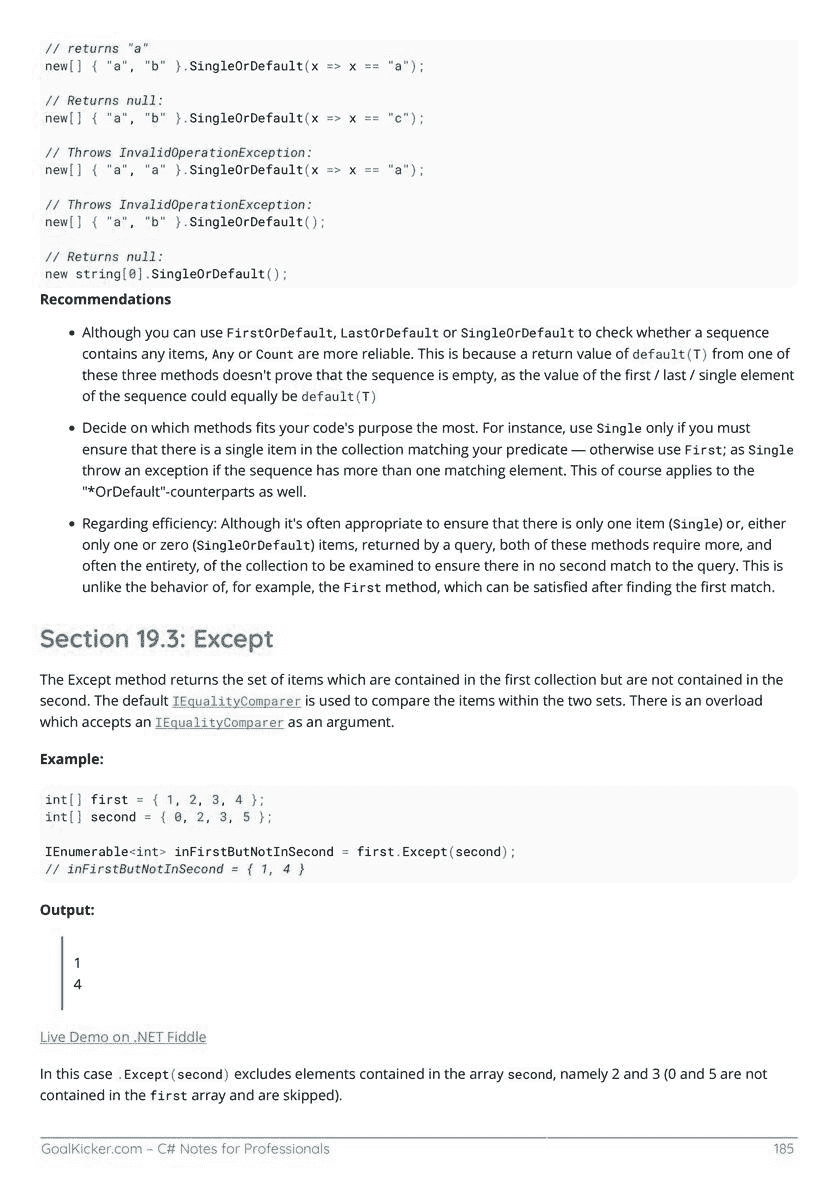 // returns "a"
new[] { "a", "b" }.SingleOrDefault(x => x == "a");
// Returns null:
new[] { "a", "b" }.SingleOrDefault(x => x == "c");
// Throws InvalidOperationException:
new[] { "a", "a" }.SingleOrDefault(x => x == "a");
// Throws InvalidOperationException:
new[] { "a", "b" }.SingleOrDefault();
// Returns null:
new string[0].SingleOrDefault();
Recommendations
• Although you can use FirstOrDefault, LastOrDefault or SingleOrDefault to check whether a sequence
contains any items, Any or Count are more reliable. This is because a return value of default(T) from one of
these three methods doesn't prove that the sequence is empty, as the value of the first / last / single element
of the sequence could equally be default(T)
• Decide on which methods fits your code's purpose the most. For instance, use Single only if you must
ensure that there is a single item in the collection matching your predicate — otherwise use First; as Single
throw an exception if the sequence has more than one matching element. This of course applies to the
"*OrDefault"-counterparts as well.
• Regarding efficiency: Although it's often appropriate to ensure that there is only one item (Single) or, either
only one or zero (SingleOrDefault) items, returned by a query, both of these methods require more, and
often the entirety, of the collection to be examined to ensure there in no second match to the query. This is
unlike the behavior of, for example, the First method, which can be satisfied after finding the first match.
Section 19.3: Except
The Except method returns the set of items which are contained in the first collection but are not contained in the
second. The default IEqualityComparer is used to compare the items within the two sets. There is an overload
which accepts an IEqualityComparer as an argument.
Example:
int[] first = { 1, 2, 3, 4 };
int[] second = { 0, 2, 3, 5 };
IEnumerable<int> inFirstButNotInSecond = first.Except(second);
// inFirstButNotInSecond = { 1, 4 }
Output:
1
4
Live Demo on .NET Fiddle
In this case .Except(second) excludes elements contained in the array second, namely 2 and 3 (0 and 5 are not
contained in the first array and are skipped).
GoalKicker.com – C# Notes for Professionals 185